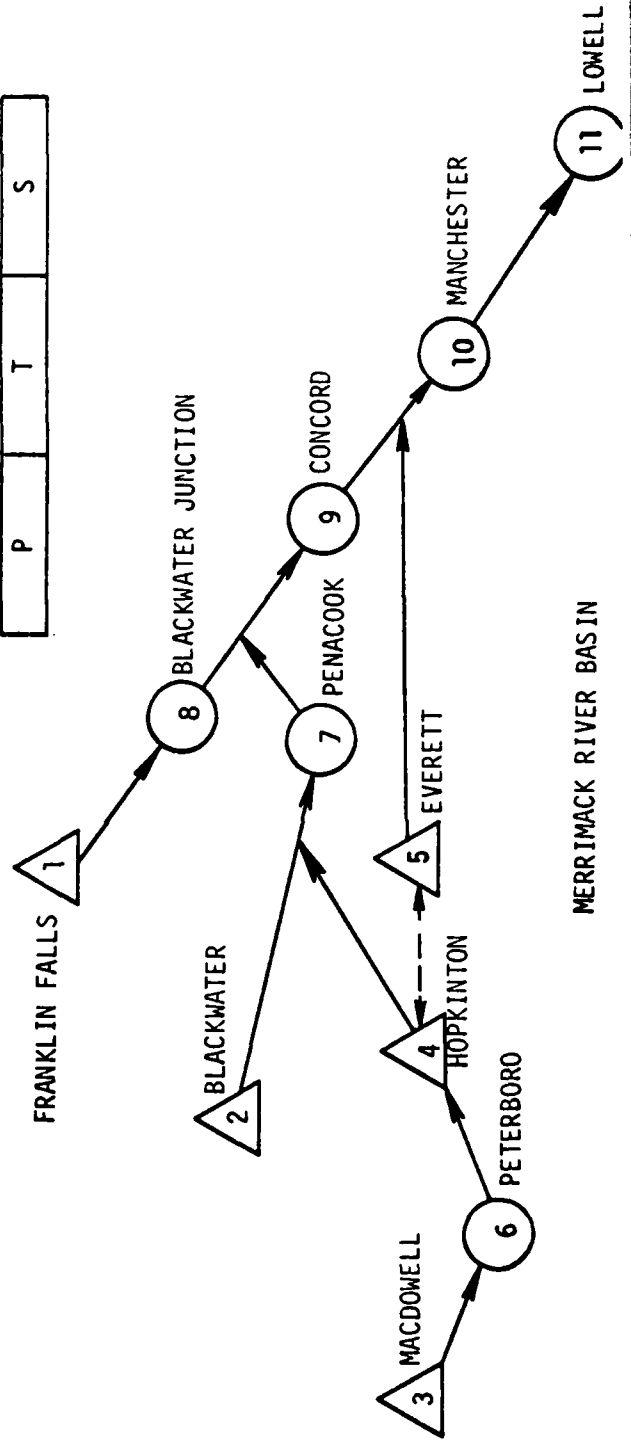 P T S
1
FRANKLIN FALLS
8
BLACKWATER JUNCTION
2
BLACKWATER
7
PENACOOK
9
CONCORD
3
MACDOWELL
4
HOPKINTON
5
EVERETT
10
MANCHESTER
6
PETERBORO
11
LOWELL
MERRIMACK RIVER BASIN